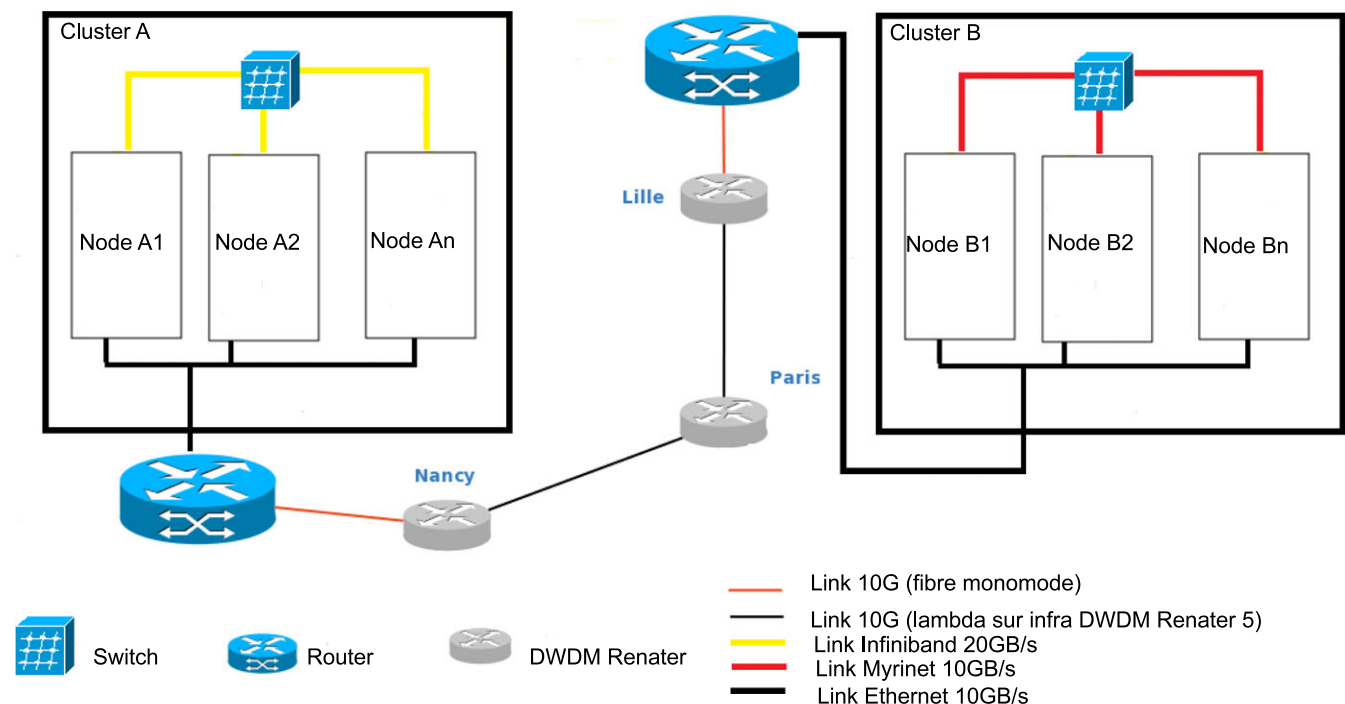 Cluster A
Cluster B
Lille
Node A1
Node A2
Node An
Node B1
Node B2
Node Bn
Paris
Nancy
Link 10G (fibre monomode)
Link 10G (lambda sur infra DWDM Renater 5)
Link Infiniband 20GB/s
Link Myrinet 10GB/s
Link Ethernet 10GB/s
Switch
Router
DWDM Renater